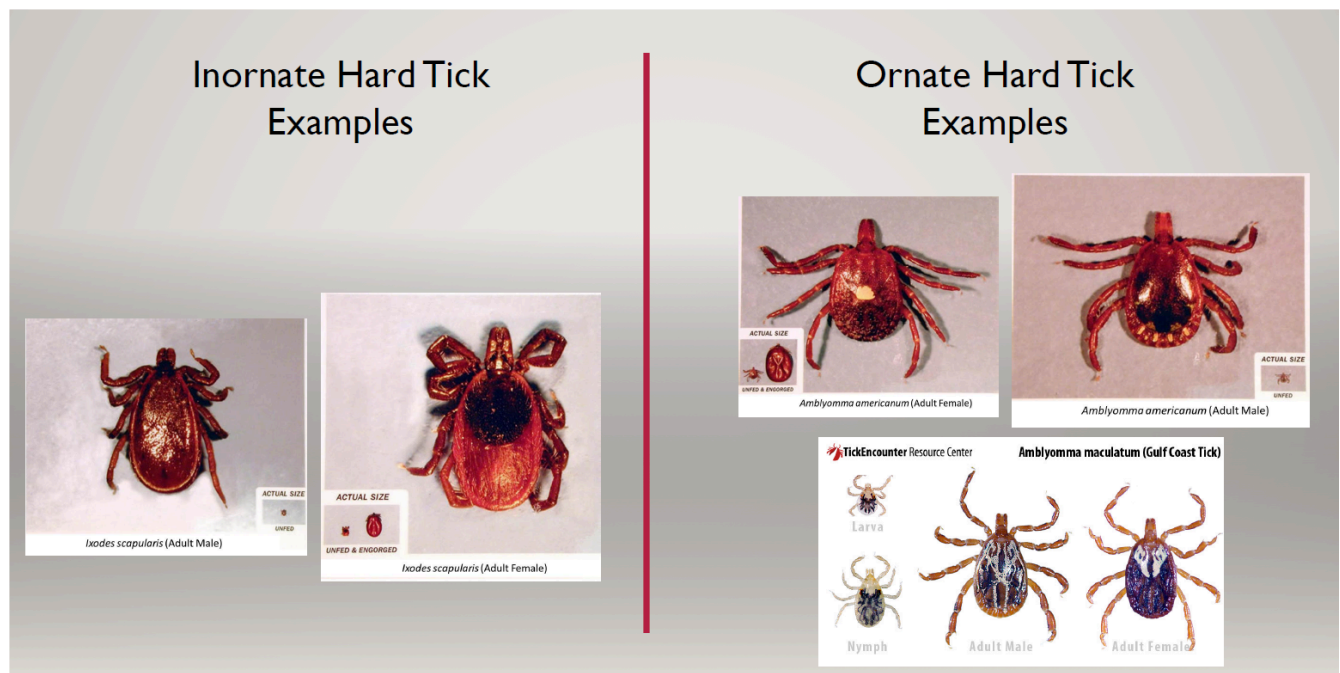 Inornate Hard Tick
Examples
ACTUAL SIZE
UNFED
Ixodes scapularis (Adult Male)
ACTUAL SIZE
UNFED & ENGORGED
Ixodes scapularis (Adult Female)
Ornate Hard Tick
Examples
ACTUAL SIZE
UNFED & ENGORGED
Amblyomma americanum (Adult Female)
ACTUAL SIZE
UNFED
Amblyomma americanum (Adult Male)
TickEncounter Resource Center
Amblyomma maculatum (Gulf Coast Tick)
Larva
Nymph
Adult Male
Adult Female